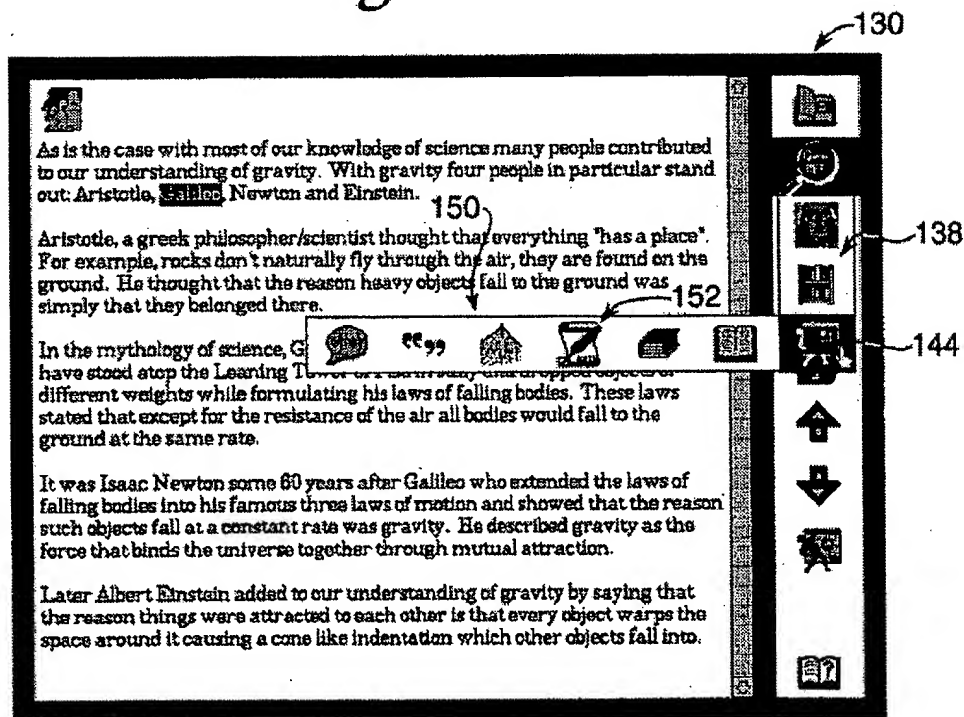 130
As is the case with most of our knowledge of science many people contributed
to our understanding of gravity. With gravity four people in particular stand
out: Aristotle, Galileo, Newton and Einstein.
150
138
Aristotle, a greek philosopher/scientist thought that everything "has a place".
For example, rocks don't naturally fly through the air, they are found on the
ground. He thought that the reason heavy objects fall to the ground was
simply that they belonged there.
152
144
In the mythology of science, G
have stood atop the Leaning
different weights while formulating his laws of falling bodies. These laws
stated that except for the resistance of the air all bodies would fall to the
ground at the same rate.
It was Isaac Newton some 60 years after Galileo who extended the laws of
falling bodies into his famous three laws of motion and showed that the reason
such objects fall at a constant rate was gravity. He described gravity as the
force that binds the universe together through mutual attraction.
Later Albert Einstein added to our understanding of gravity by saying that
the reason things were attracted to each other is that every object warps the
space around it causing a cone like indentation which other objects fall into.